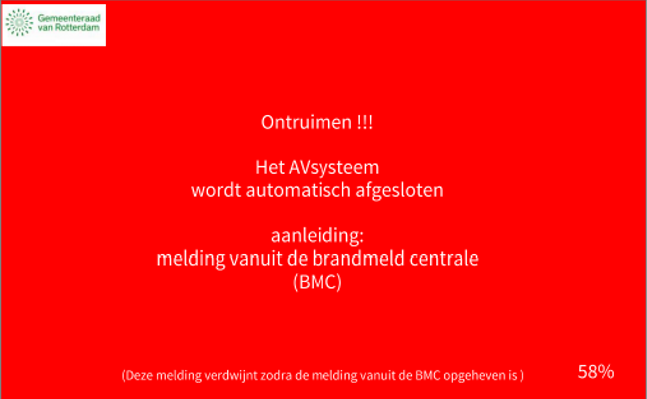 Gemeenteraad
van Rotterdam
Ontruimen !!!
Het AVsysteem
wordt automatisch afgesloten
aanleiding:
melding vanuit de brandmeld centrale
(BMC)
(Deze melding verdwijnt zodra de melding vanuit de BMC opgeheven is )
58%